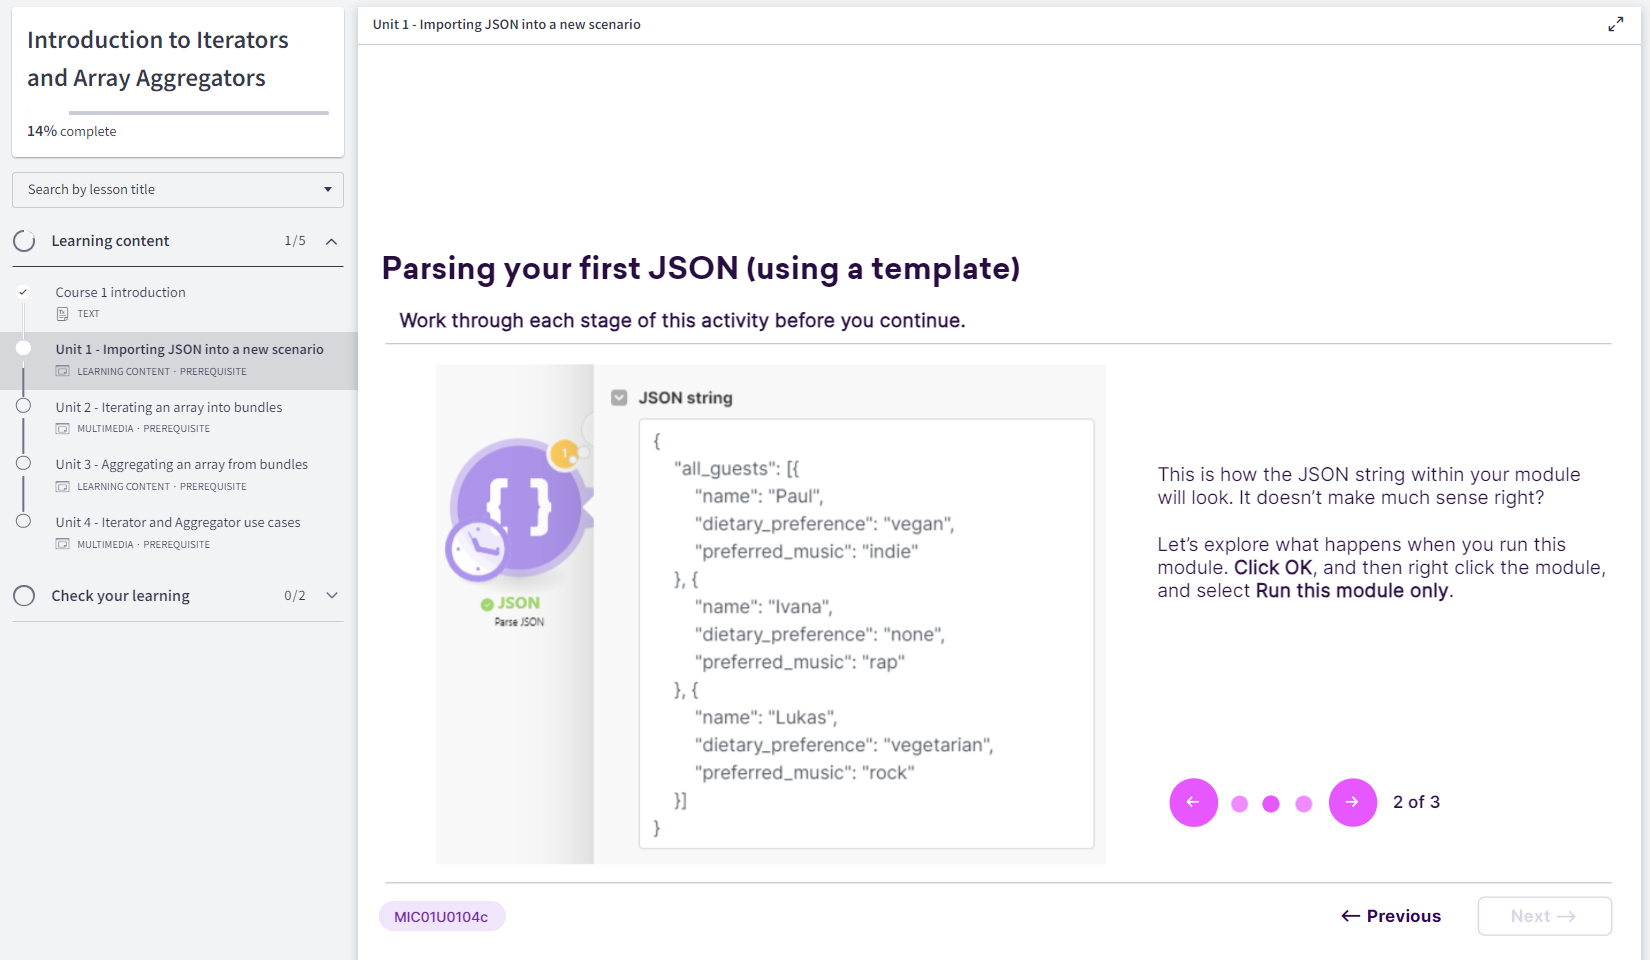 Introduction to Iterators
and Array Aggregators
14% complete
Search by lesson title
Learning content 1/5
Course 1 introduction
TEXT
Unit 1 - Importing JSON into a new scenario
LEARNING CONTENT · PREREQUISITE
Unit 2 - Iterating an array into bundles
MULTIMEDIA · PREREQUISITE
Unit 3 - Aggregating an array from bundles
LEARNING CONTENT · PREREQUISITE
Unit 4 - Iterator and Aggregator use cases
MULTIMEDIA · PREREQUISITE
Check your learning 0/2
Unit 1 - Importing JSON into a new scenario
Parsing your first JSON (using a template)
Work through each stage of this activity before you continue.
1
{ }
JSON
Parse JSON
JSON string
{
"all_guests": [{
"name": "Paul",
"dietary_preference": "vegan",
"preferred_music": "indie"
}, {
"name": "Ivana",
"dietary_preference": "none",
"preferred_music": "rap"
}, {
"name": "Lukas",
"dietary_preference": "vegetarian",
"preferred_music": "rock"
}]
}
This is how the JSON string within your module
will look. It doesn’t make much sense right?
Let’s explore what happens when you run this
module. Click OK, and then right click the module,
and select Run this module only.
← → 2 of 3
MIC01U0104c
← Previous
Next →